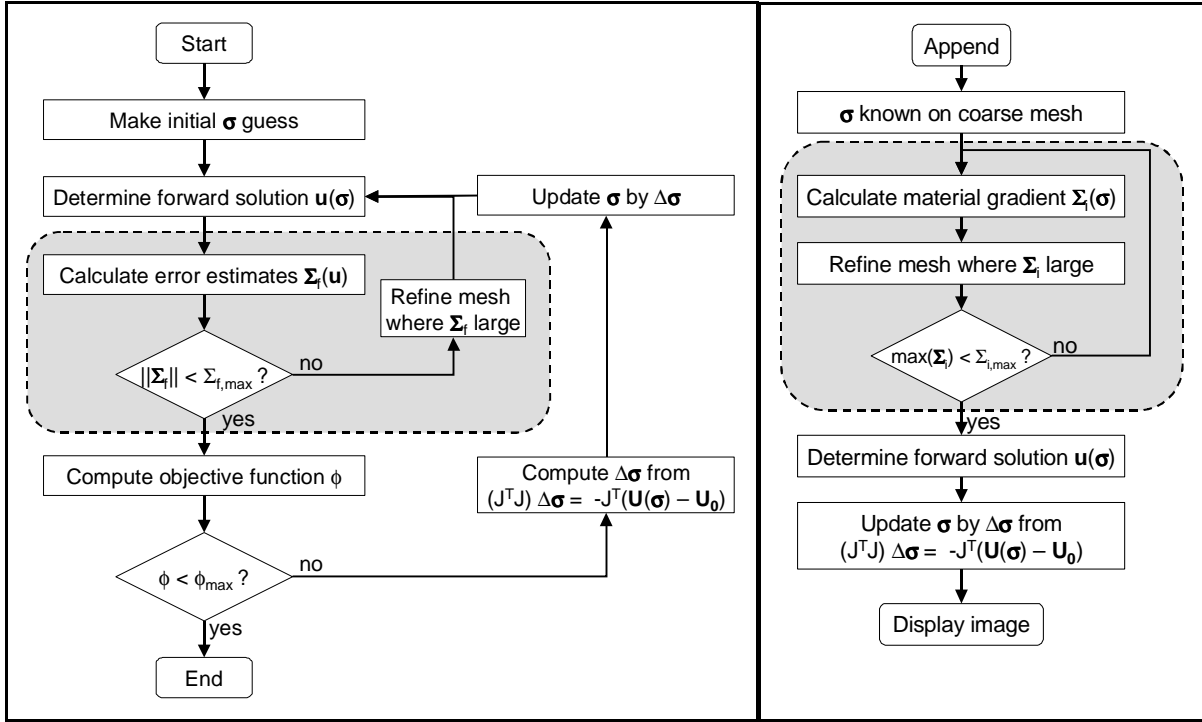 Start
Make initial σ guess
Determine forward solution u(σ)
Calculate error estimates Σf(u)
||Σf|| < Σf,max ?
no
Refine mesh
where Σf large
yes
Compute objective function ϕ
ϕ < ϕmax ?
no
yes
End
Update σ by Δσ
Compute Δσ from
(JᵀJ) Δσ = -Jᵀ(U(σ) – U₀)
Append
σ known on coarse mesh
Calculate material gradient Σi(σ)
Refine mesh where Σi large
max(Σi) < Σi,max ?
no
yes
Determine forward solution u(σ)
Update σ by Δσ from
(JᵀJ) Δσ = -Jᵀ(U(σ) – U₀)
Display image